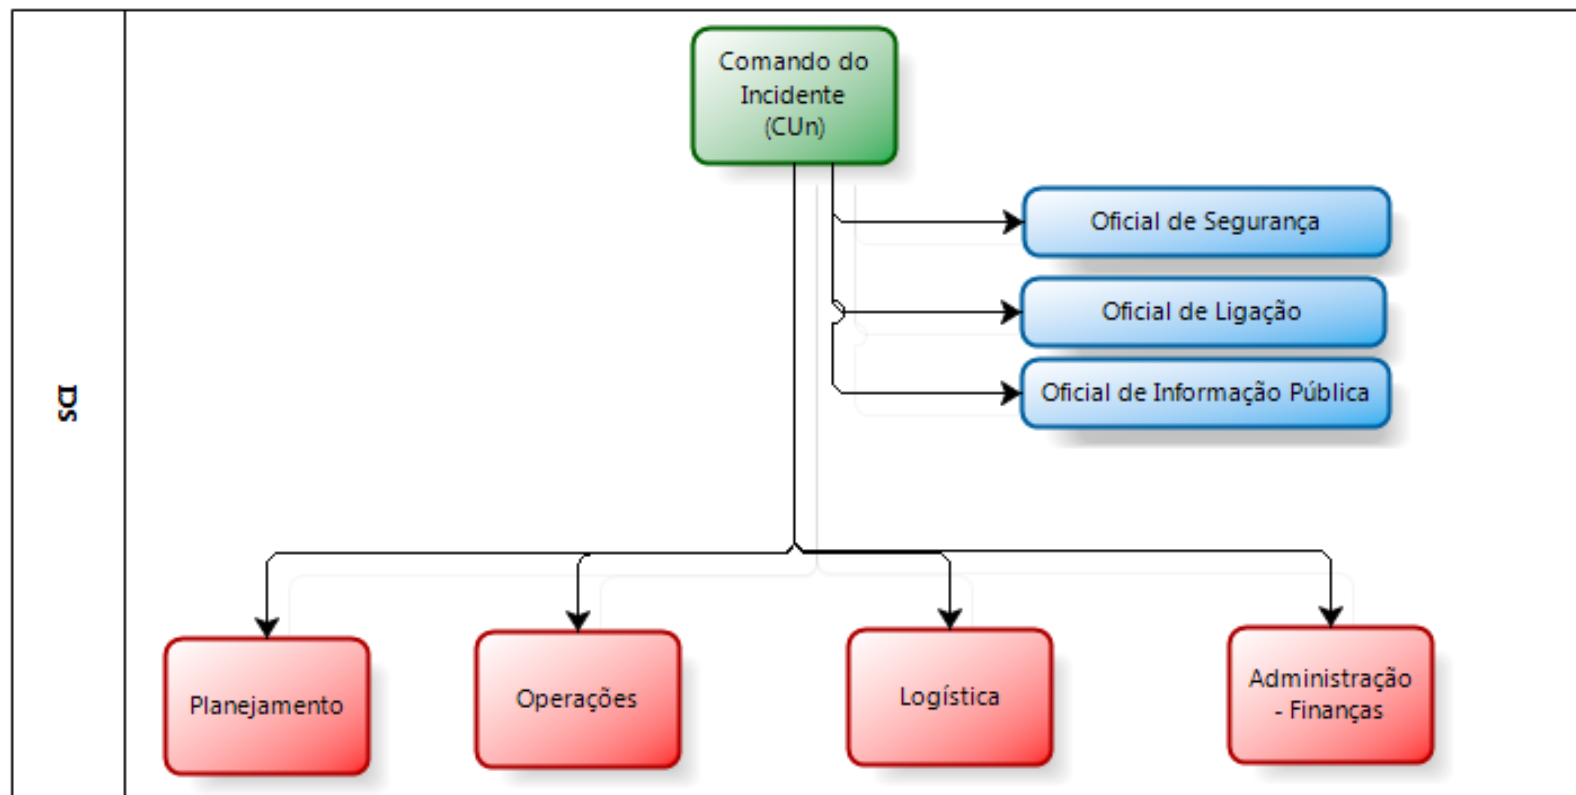 SCI
Comando do
Incidente
(CUn)
Oficial de Segurança
Oficial de Ligação
Oficial de Informação Pública
Planejamento
Operações
Logística
Administração
- Finanças